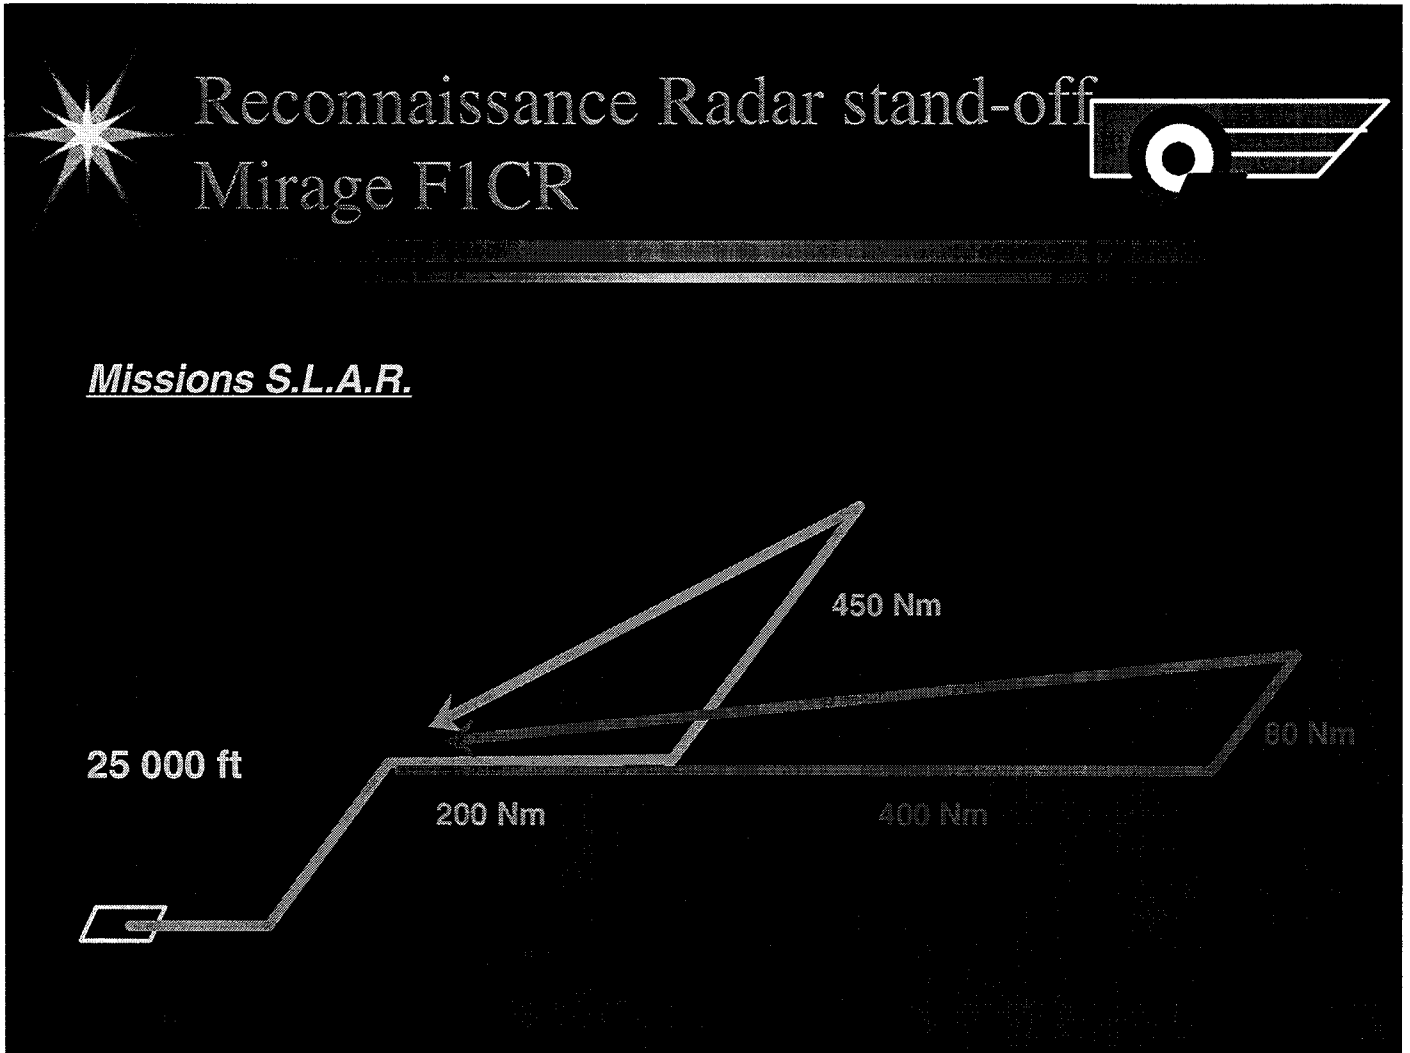 Reconnaissance Radar stand-off
Mirage F1CR
Missions S.L.A.R.
450 Nm
80 Nm
25 000 ft
200 Nm
400 Nm